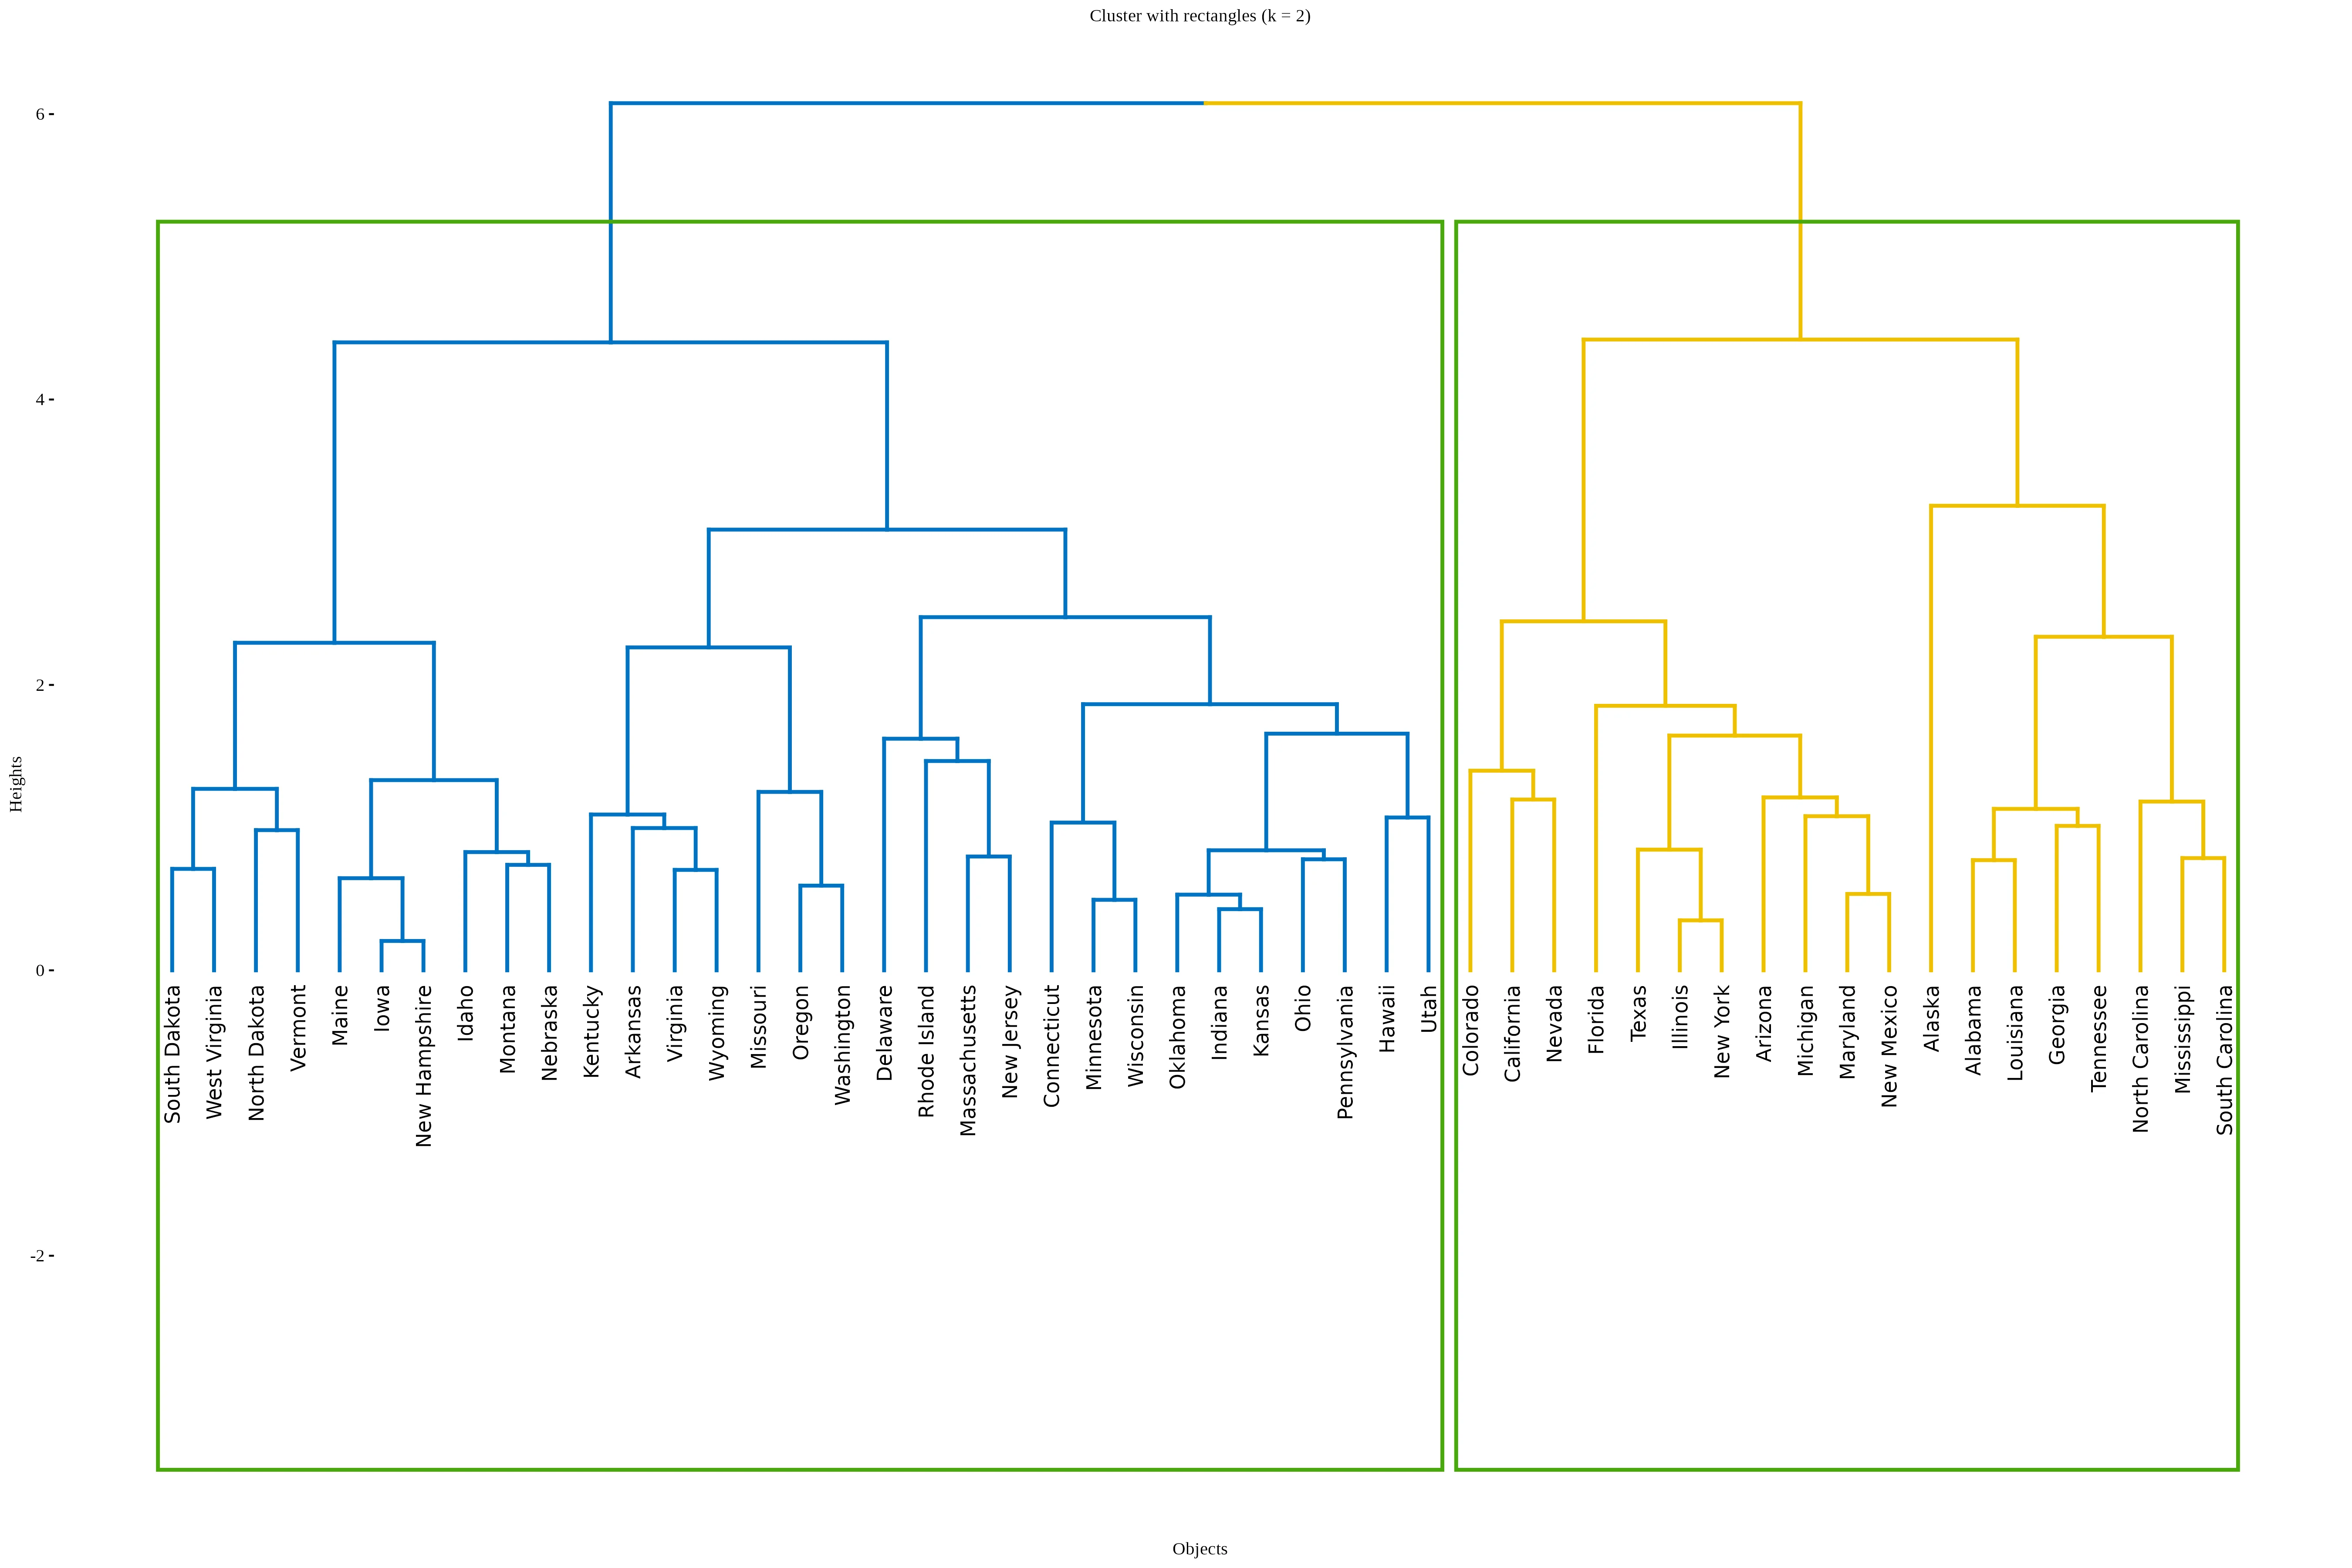 Cluster with rectangles (k = 2)
6
4
2
0
-2
Heights
South Dakota
West Virginia
North Dakota
Vermont
Maine
Iowa
New Hampshire
Idaho
Montana
Nebraska
Kentucky
Arkansas
Virginia
Wyoming
Missouri
Oregon
Washington
Delaware
Rhode Island
Massachusetts
New Jersey
Connecticut
Minnesota
Wisconsin
Oklahoma
Indiana
Kansas
Ohio
Pennsylvania
Hawaii
Utah
Colorado
California
Nevada
Florida
Texas
Illinois
New York
Arizona
Michigan
Maryland
New Mexico
Alaska
Alabama
Louisiana
Georgia
Tennessee
North Carolina
Mississippi
South Carolina
Objects